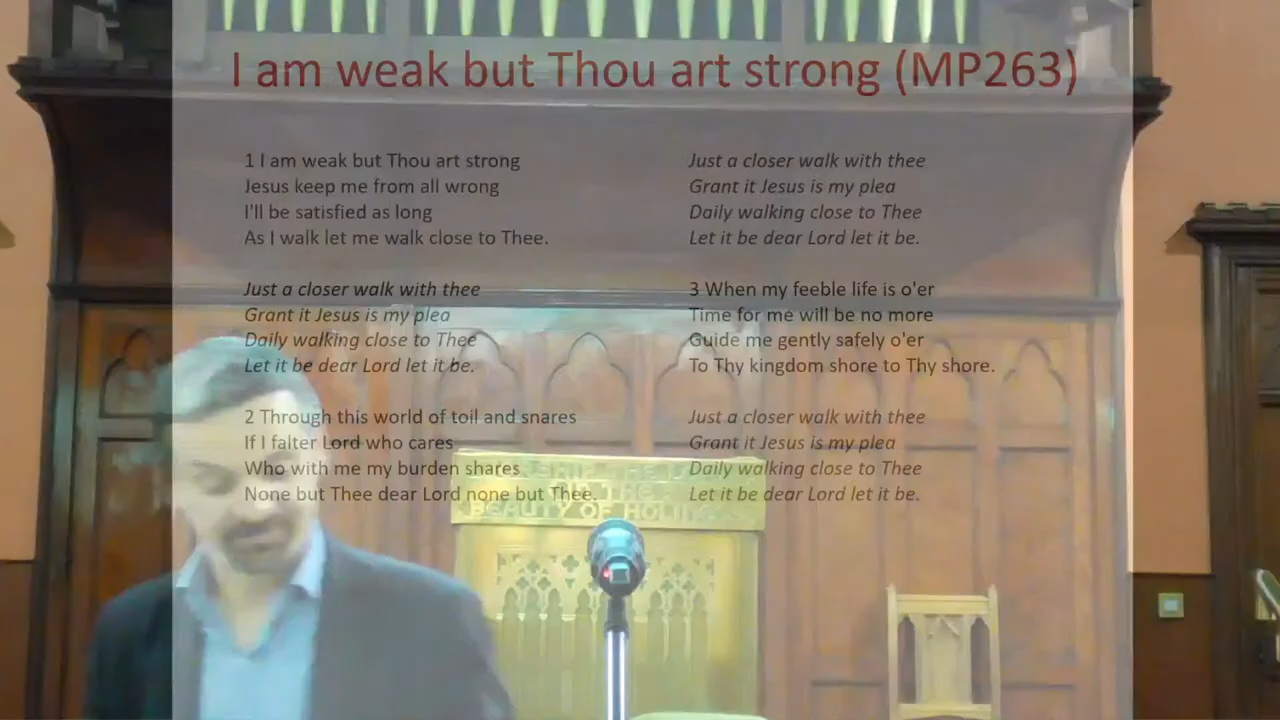 I am weak but Thou art strong (MP263)
1 I am weak but Thou art strong
Jesus keep me from all wrong
I'll be satisfied as long
As I walk let me walk close to Thee.
Just a closer walk with thee
Grant it Jesus is my plea
Daily walking close to Thee
Let it be dear Lord let it be.
2 Through this world of toil and snares
If I falter Lord who cares
Who with me my burden shares
None but Thee dear Lord none but Thee.
Just a closer walk with thee
Grant it Jesus is my plea
Daily walking close to Thee
Let it be dear Lord let it be.
3 When my feeble life is o'er
Time for me will be no more
Guide me gently safely o'er
To Thy kingdom shore to Thy shore.
Just a closer walk with thee
Grant it Jesus is my plea
Daily walking close to Thee
Let it be dear Lord let it be.
THE
IN THE
BEAUTY OF HOLINESS